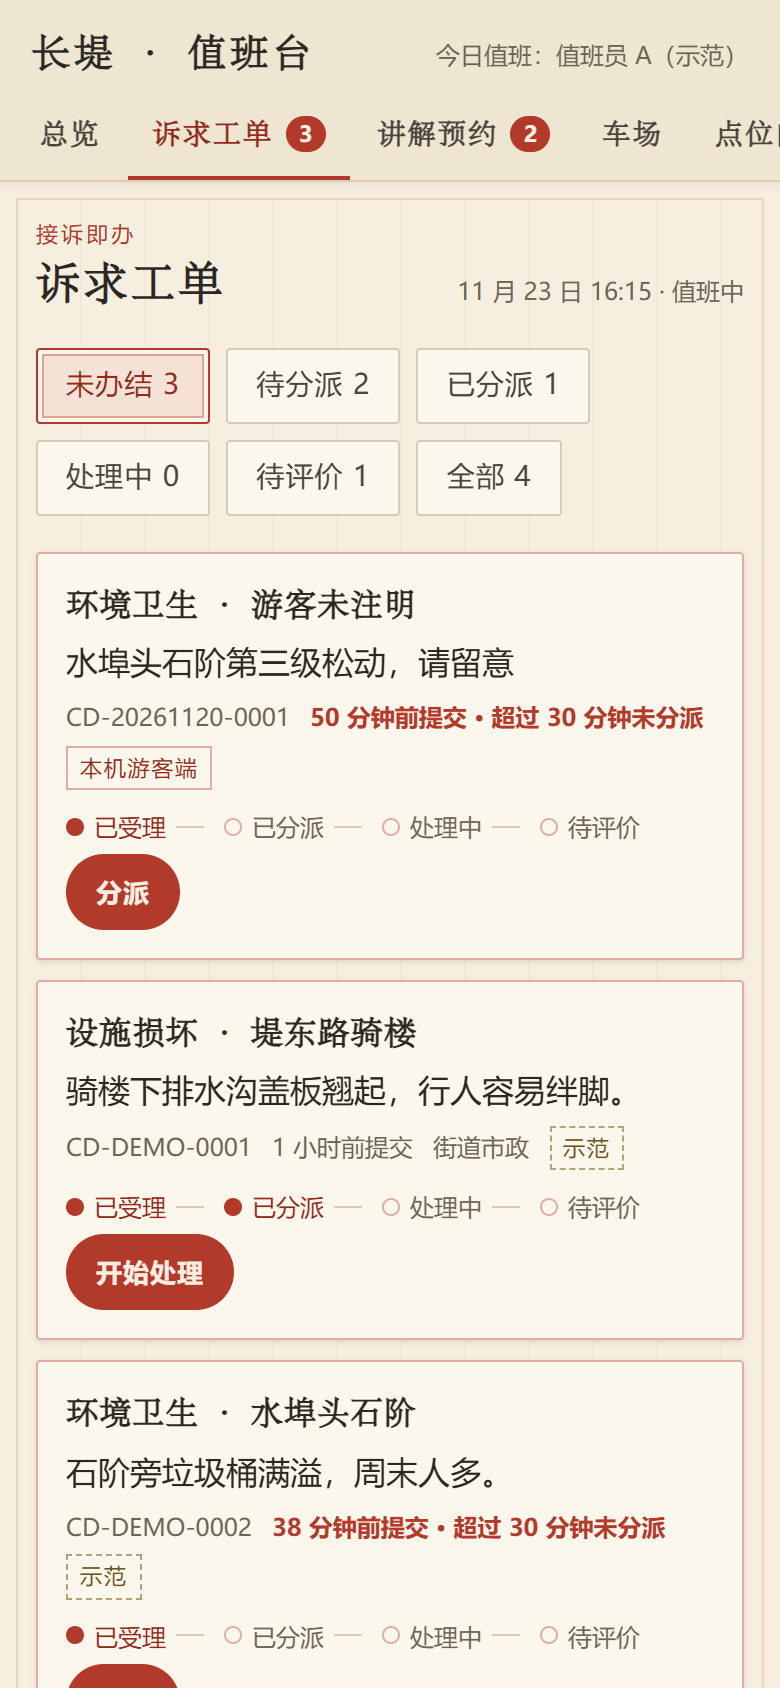 长堤 · 值班台
今日值班：值班员 A（示范）
总览 诉求工单 3 讲解预约 2 车场 点位
接诉即办
诉求工单
11 月 23 日 16:15 · 值班中
未办结 3 待分派 2 已分派 1
处理中 0 待评价 1 全部 4
环境卫生 · 游客未注明
水埠头石阶第三级松动，请留意
CD-20261120-0001 50 分钟前提交 • 超过 30 分钟未分派
本机游客端
已受理 已分派 处理中 待评价
分派
设施损坏 · 堤东路骑楼
骑楼下排水沟盖板翘起，行人容易绊脚。
CD-DEMO-0001 1 小时前提交 街道市政 示范
已受理 已分派 处理中 待评价
开始处理
环境卫生 · 水埠头石阶
石阶旁垃圾桶满溢，周末人多。
CD-DEMO-0002 38 分钟前提交 • 超过 30 分钟未分派
示范
已受理 已分派 处理中 待评价